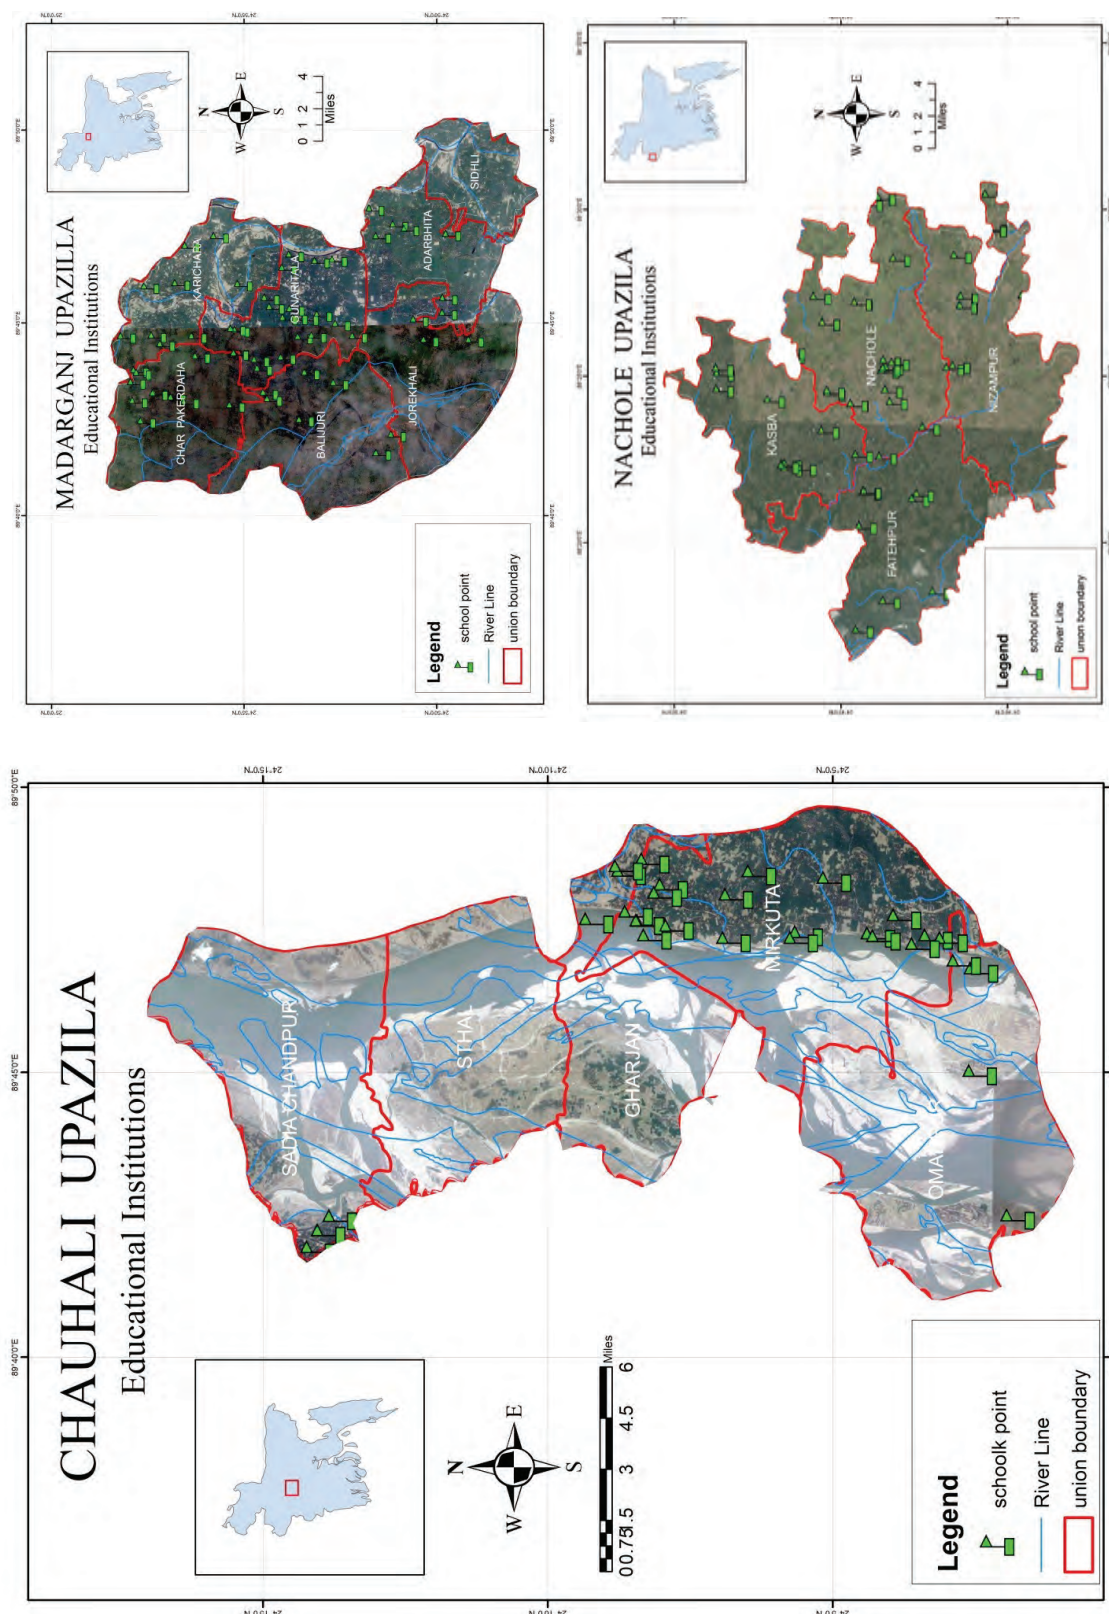 MADARGANJ UPAZILLA
Educational Institutions
N
W
E
S
0 1 2 4
Miles
KARICHARA
CHAR PAKERDAHA
GUNARITALA
BALIJURI
JOREKHALI
ADARBHITA
SIDHLI
Legend
school point
River Line
union boundary
NACHOLE UPAZILA
Educational Institutions
N
W
E
S
0 1 2 4
Miles
KASBA
NACHOLE
FATEHPUR
NIZAMPUR
Legend
school point
River Line
union boundary
CHAUHALI UPAZILA
Educational Institutions
89°40'0"E
89°45'0"E
89°50'0"E
24°15'0"N
24°10'0"N
24°5'0"N
SADIA CHANDPUR
STHAL
GHARJAN
MIRKUTA
N
W
E
S
0 0.75 1.5 3 4.5 6
Miles
Legend
schoolk point
River Line
union boundary